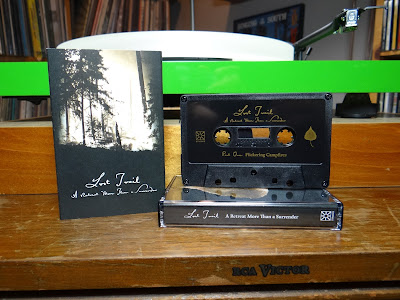 Lost Trail
A Retreat More Than a Surrender
Lost Trail
A Retreat More Than a Surrender
Part One: Flickering Campfires
Lost Trail A Retreat More Than a Surrender
RCA VICTOR